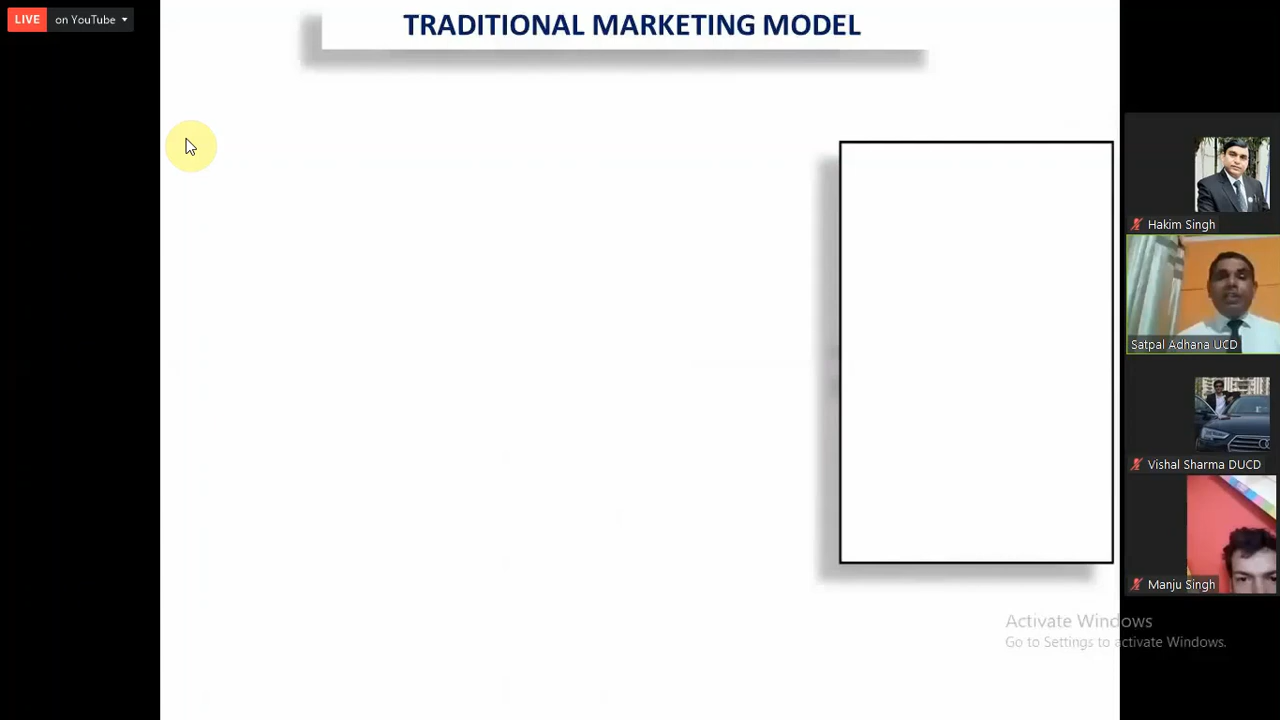 LIVE on YouTube
TRADITIONAL MARKETING MODEL
Hakim Singh
Satpal Adhana UCD
Vishal Sharma DUCD
Manju Singh
Activate Windows
Go to Settings to activate Windows.